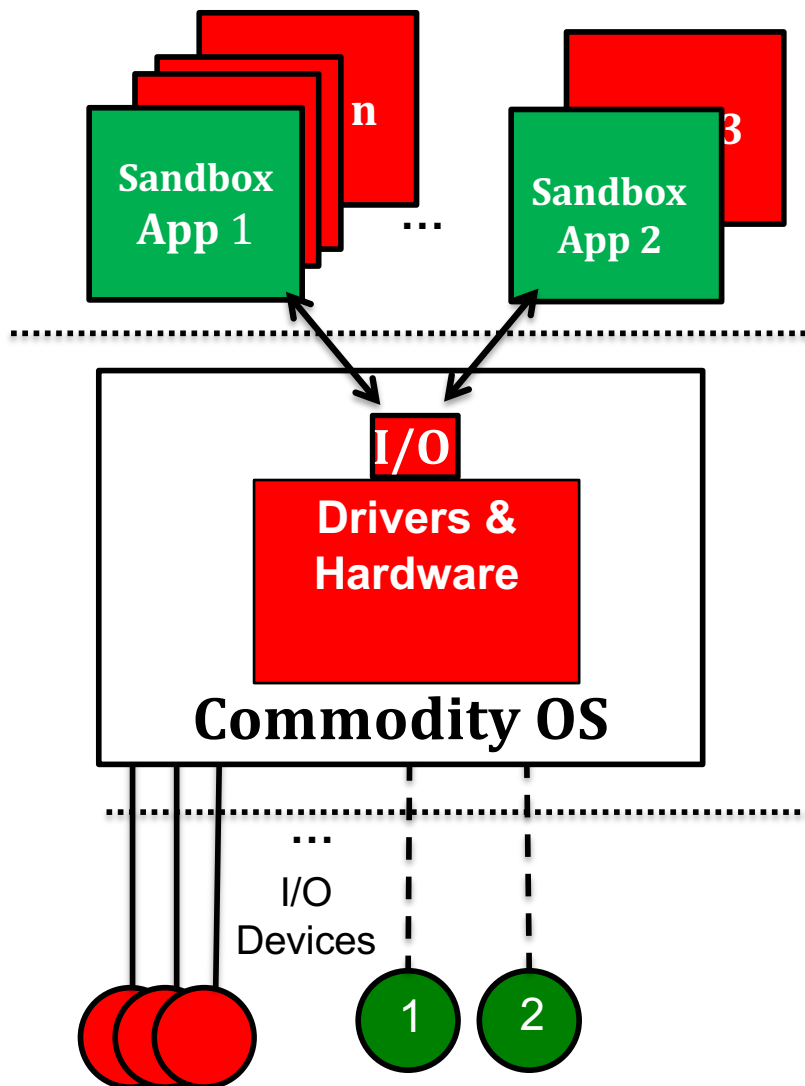 n
3
Sandbox
App 1
...
Sandbox
App 2
I/O
Drivers &
Hardware
Commodity OS
...
I/O
Devices
1
2